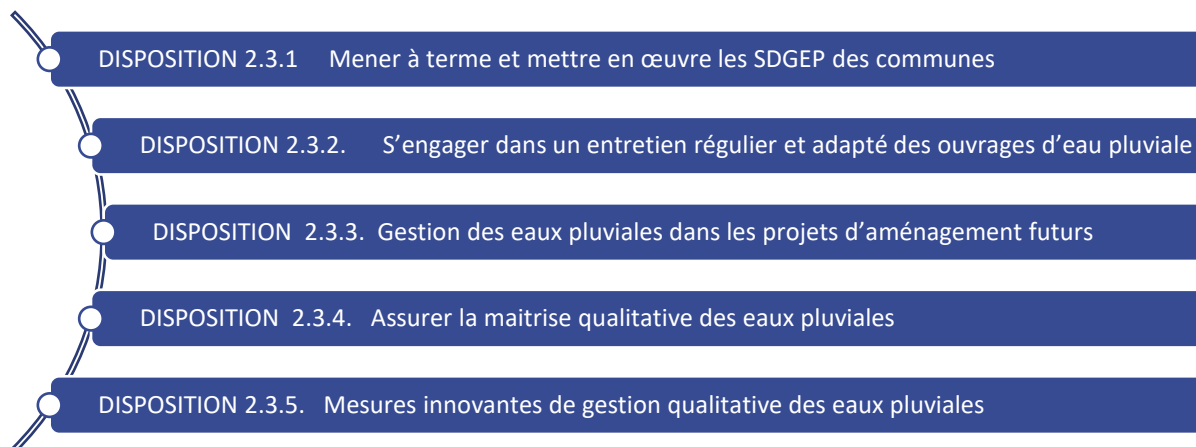 DISPOSITION 2.3.1 Mener à terme et mettre en œuvre les SDGEP des communes
DISPOSITION 2.3.2. S’engager dans un entretien régulier et adapté des ouvrages d’eau pluviale
DISPOSITION 2.3.3. Gestion des eaux pluviales dans les projets d’aménagement futurs
DISPOSITION 2.3.4. Assurer la maitrise qualitative des eaux pluviales
DISPOSITION 2.3.5. Mesures innovantes de gestion qualitative des eaux pluviales